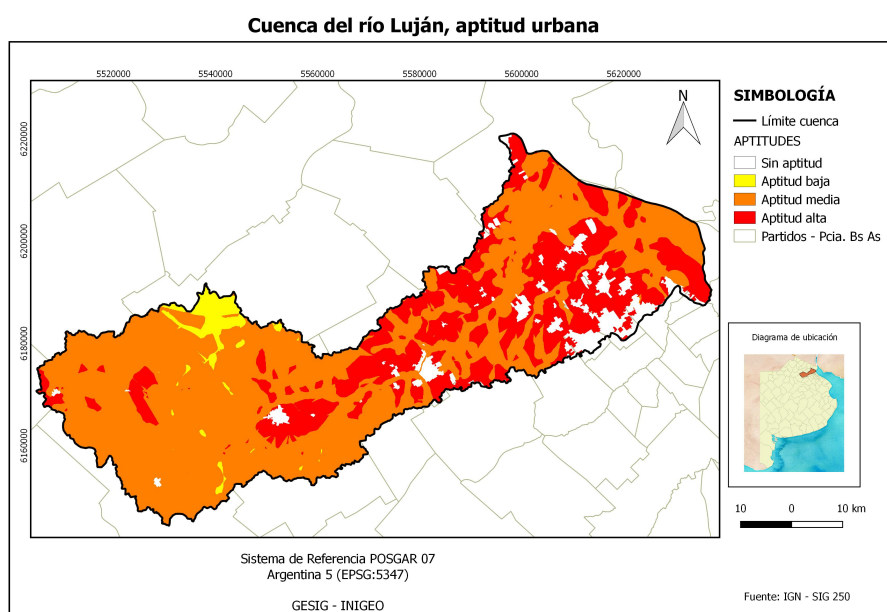 Cuenca del río Luján, aptitud urbana
5520000 5540000 5560000 5580000 5600000 5620000
6220000
6200000
6180000
6160000
N
SIMBOLOGÍA
Límite cuenca
APTITUDES
Sin aptitud
Aptitud baja
Aptitud media
Aptitud alta
Partidos - Pcia. Bs As
Diagrama de ubicación
10 0 10 km
Sistema de Referencia POSGAR 07
Argentina 5 (EPSG:5347)
GESIG - INIGEO
Fuente: IGN - SIG 250